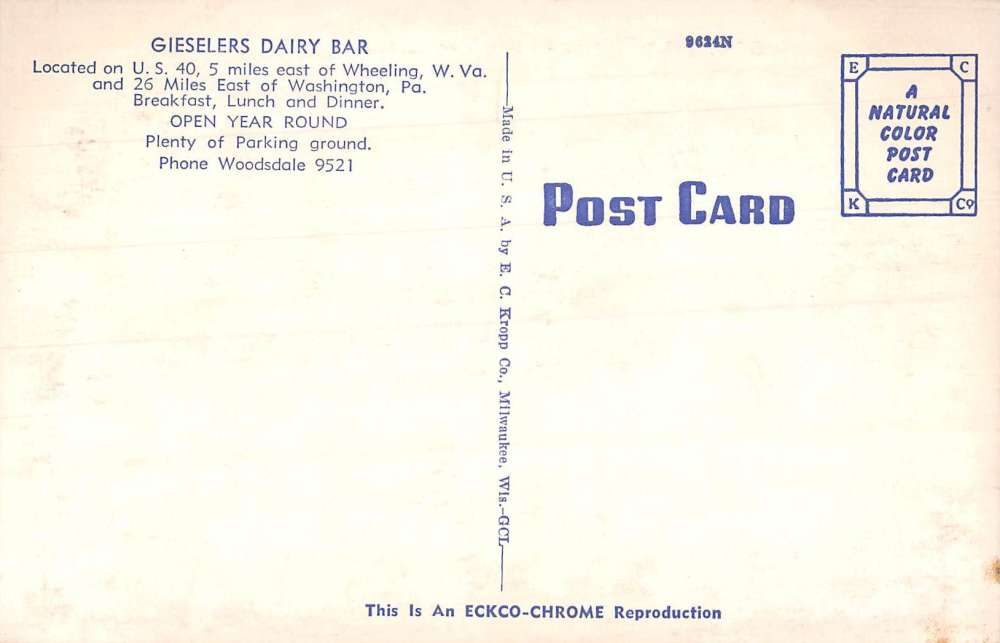 GIESELERS DAIRY BAR
Located on U. S. 40, 5 miles east of Wheeling, W. Va.
and 26 Miles East of Washington, Pa.
Breakfast, Lunch and Dinner.
OPEN YEAR ROUND
Plenty of Parking ground.
Phone Woodsdale 9521
Made in U. S. A. by E. C. Kropp Co., Milwaukee, Wis.—GCL
9624N
POST CARD
E C
A
NATURAL
COLOR
POST
CARD
K Co
This Is An ECKCO-CHROME Reproduction